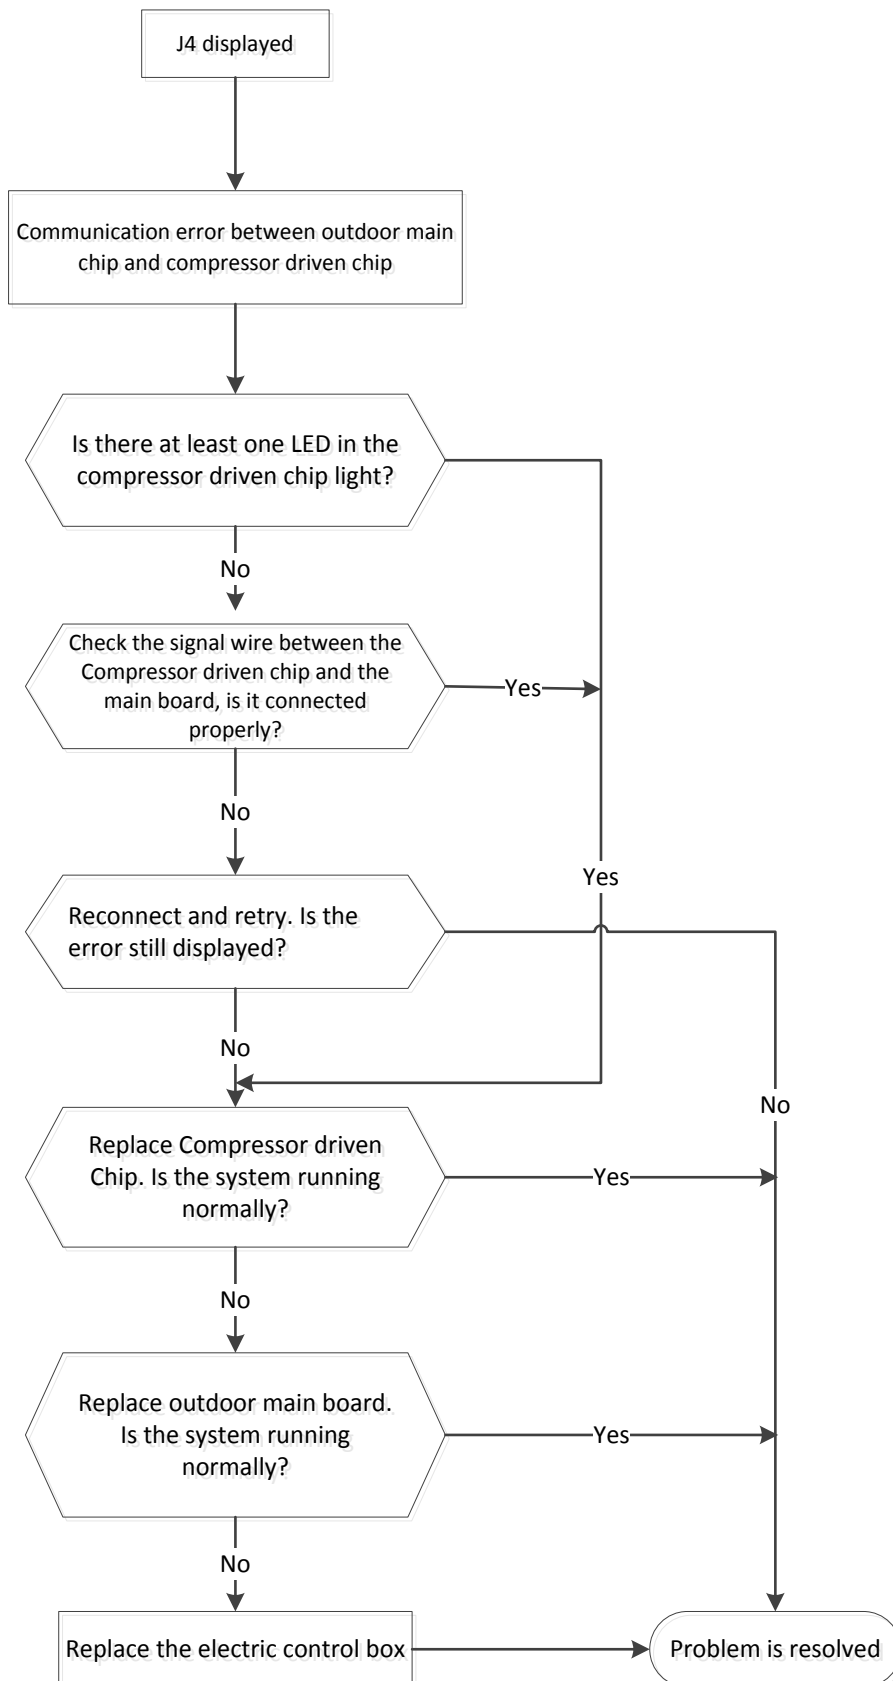 J4 displayed
Communication error between outdoor main
chip and compressor driven chip
Is there at least one LED in the
compressor driven chip light?
No
Check the signal wire between the
Compressor driven chip and the
main board, is it connected
properly?
Yes
No
Yes
Reconnect and retry. Is the
error still displayed?
No
No
Replace Compressor driven
Chip. Is the system running
normally?
Yes
No
Replace outdoor main board.
Is the system running
normally?
Yes
No
Replace the electric control box
Problem is resolved